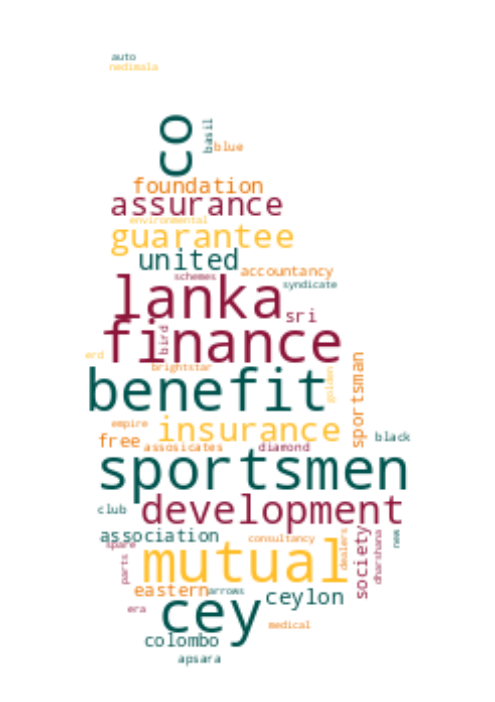 auto
nedimala
co
basil
blue
foundation
assurance
environmental
guarantee
united
accountancy
schemes
syndicate
lanka
sri
finance
bird
erd
brightstar
benefit
golden
sportsman
empire
insurance
black
free
assosicates
diamond
sportsmen
club
development
association
consultancy
dealers
society
dharshana
new
spare
mutual
parts
eastern
arrows
ceylon
era
cey
medical
colombo
apsara